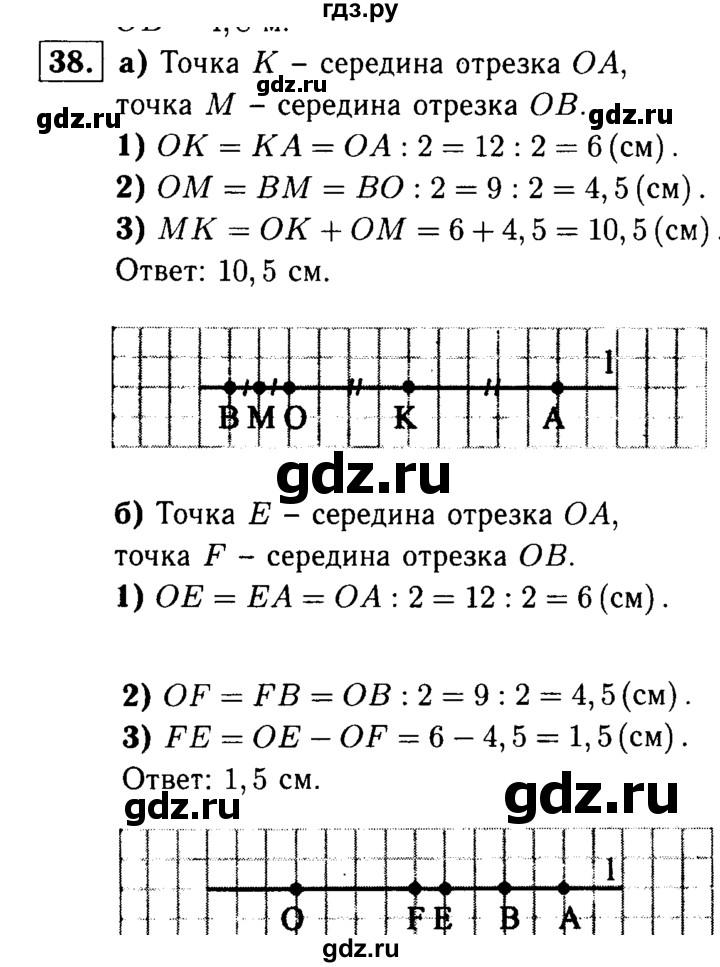 гдз.ру
38. а) Точка K – середина отрезка OA,
точка M – середина отрезка OB.
gdz.ru
gdz.ru
gdz.ru
1) OK = KA = OA : 2 = 12 : 2 = 6 (см) .
2) OM = BM = BO : 2 = 9 : 2 = 4, 5 (см) .
3) MK = OK + OM = 6 + 4, 5 = 10, 5 (см) .
Ответ: 10, 5 см.
l
B M O K A
gdz.ru
б) Точка E – середина отрезка OA,
точка F – середина отрезка OB.
1) OE = EA = OA : 2 = 12 : 2 = 6 (см) .
2) OF = FB = OB : 2 = 9 : 2 = 4, 5 (см) .
3) FE = OE – OF = 6 – 4, 5 = 1, 5 (см) .
Ответ: 1, 5 см.
gdz.ru
gdz.ru
l
O F E B A
gdz.ru